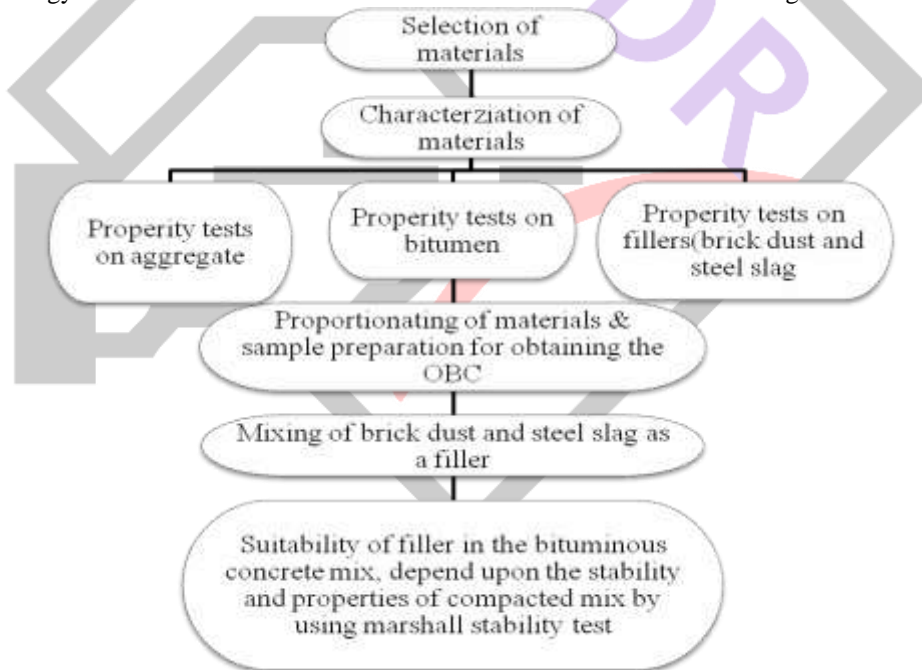 Selection of
materials
Characterziation of
materials
Properity tests
on aggregate
Properity tests on
bitumen
Properity tests on
fillers(brick dust and
steel slag
Proportionating of materials &
sample preparation for obtaining the
OBC
Mixing of brick dust and steel slag as
a filler
Suitability of filler in the bituminous
concrete mix, depend upon the stability
and properties of compacted mix by
using marshall stability test
DR